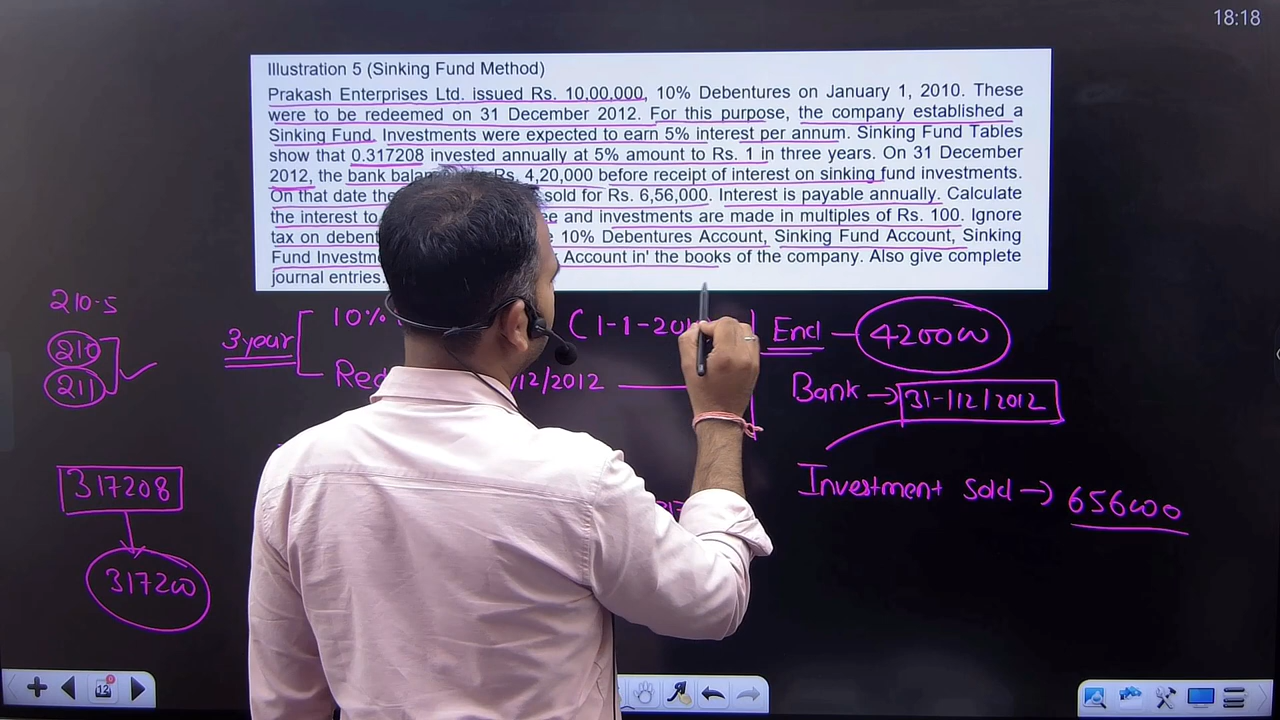 18:18
Illustration 5 (Sinking Fund Method)
Prakash Enterprises Ltd. issued Rs. 10,00,000, 10% Debentures on January 1, 2010. These
were to be redeemed on 31 December 2012. For this purpose, the company established a
Sinking Fund. Investments were expected to earn 5% interest per annum. Sinking Fund Tables
show that 0.317208 invested annually at 5% amount to Rs. 1 in three years. On 31 December
2012, the bank Rs. 4,20,000 before receipt of interest on sinking fund investments.
On that date the sold for Rs. 6,56,000. Interest is payable annually. Calculate
the interest to and investments are made in multiples of Rs. 100. Ignore
tax on 10% Debentures Account, Sinking Fund Account, Sinking
Fund Account in' the books of the company. Also give complete
journal entries.
210.5
210
211
317208
317200
3 year
10% (1-1-
/12/2012
End - 420000
Bank → 31-/12/2012
Investment Sold → 656000
12